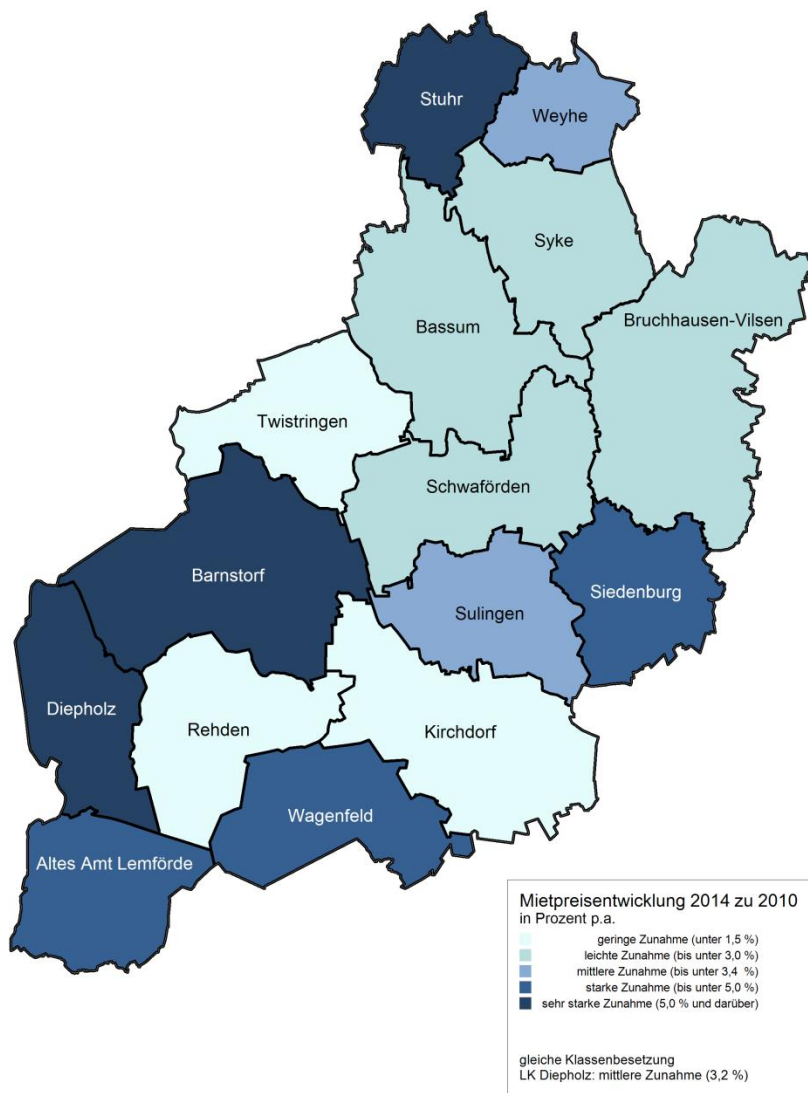 Stuhr
Weyhe
Syke
Bassum
Bruchhausen-Vilsen
Twistringen
Schwaförden
Barnstorf
Siedenburg
Sulingen
Diepholz
Rehden
Kirchdorf
Wagenfeld
Altes Amt Lemförde
Mietpreisentwicklung 2014 zu 2010
in Prozent p.a.
geringe Zunahme (unter 1,5 %)
leichte Zunahme (bis unter 3,0 %)
mittlere Zunahme (bis unter 3,4 %)
starke Zunahme (bis unter 5,0 %)
sehr starke Zunahme (5,0 % und darüber)
gleiche Klassenbesetzung
LK Diepholz: mittlere Zunahme (3,2 %)